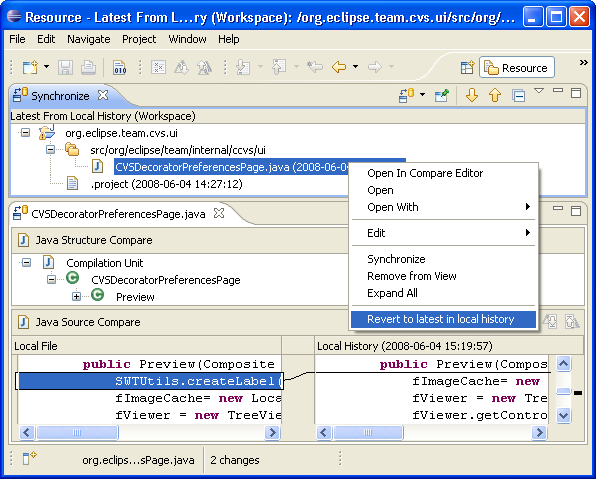 Resource - Latest From L...ry (Workspace): /org.eclipse.team.cvs.ui/src/org/...
File Edit Navigate Project Window Help
010
Resource
»
Synchronize
Latest From Local History (Workspace)
org.eclipse.team.cvs.ui
src/org/eclipse/team/internal/ccvs/ui
CVSDecoratorPreferencesPage.java (2008-06-04
.project (2008-06-04 14:27:12)
Open In Compare Editor
Open
Open With
Edit
Synchronize
Remove from View
Expand All
Revert to latest in local history
CVSDecoratorPreferencesPage.java
Java Structure Compare
Compilation Unit
CVSDecoratorPreferencesPage
Preview
Java Source Compare
Local File
Local History (2008-06-04 15:19:57)
public Preview(Composite
SWTUtils.createLabel(
fImageCache= new Loca
fViewer = new TreeVie
public Preview(Compos
fImageCache= new
fViewer = new Tre
fViewer.getContro
org.eclips...sPage.java
2 changes